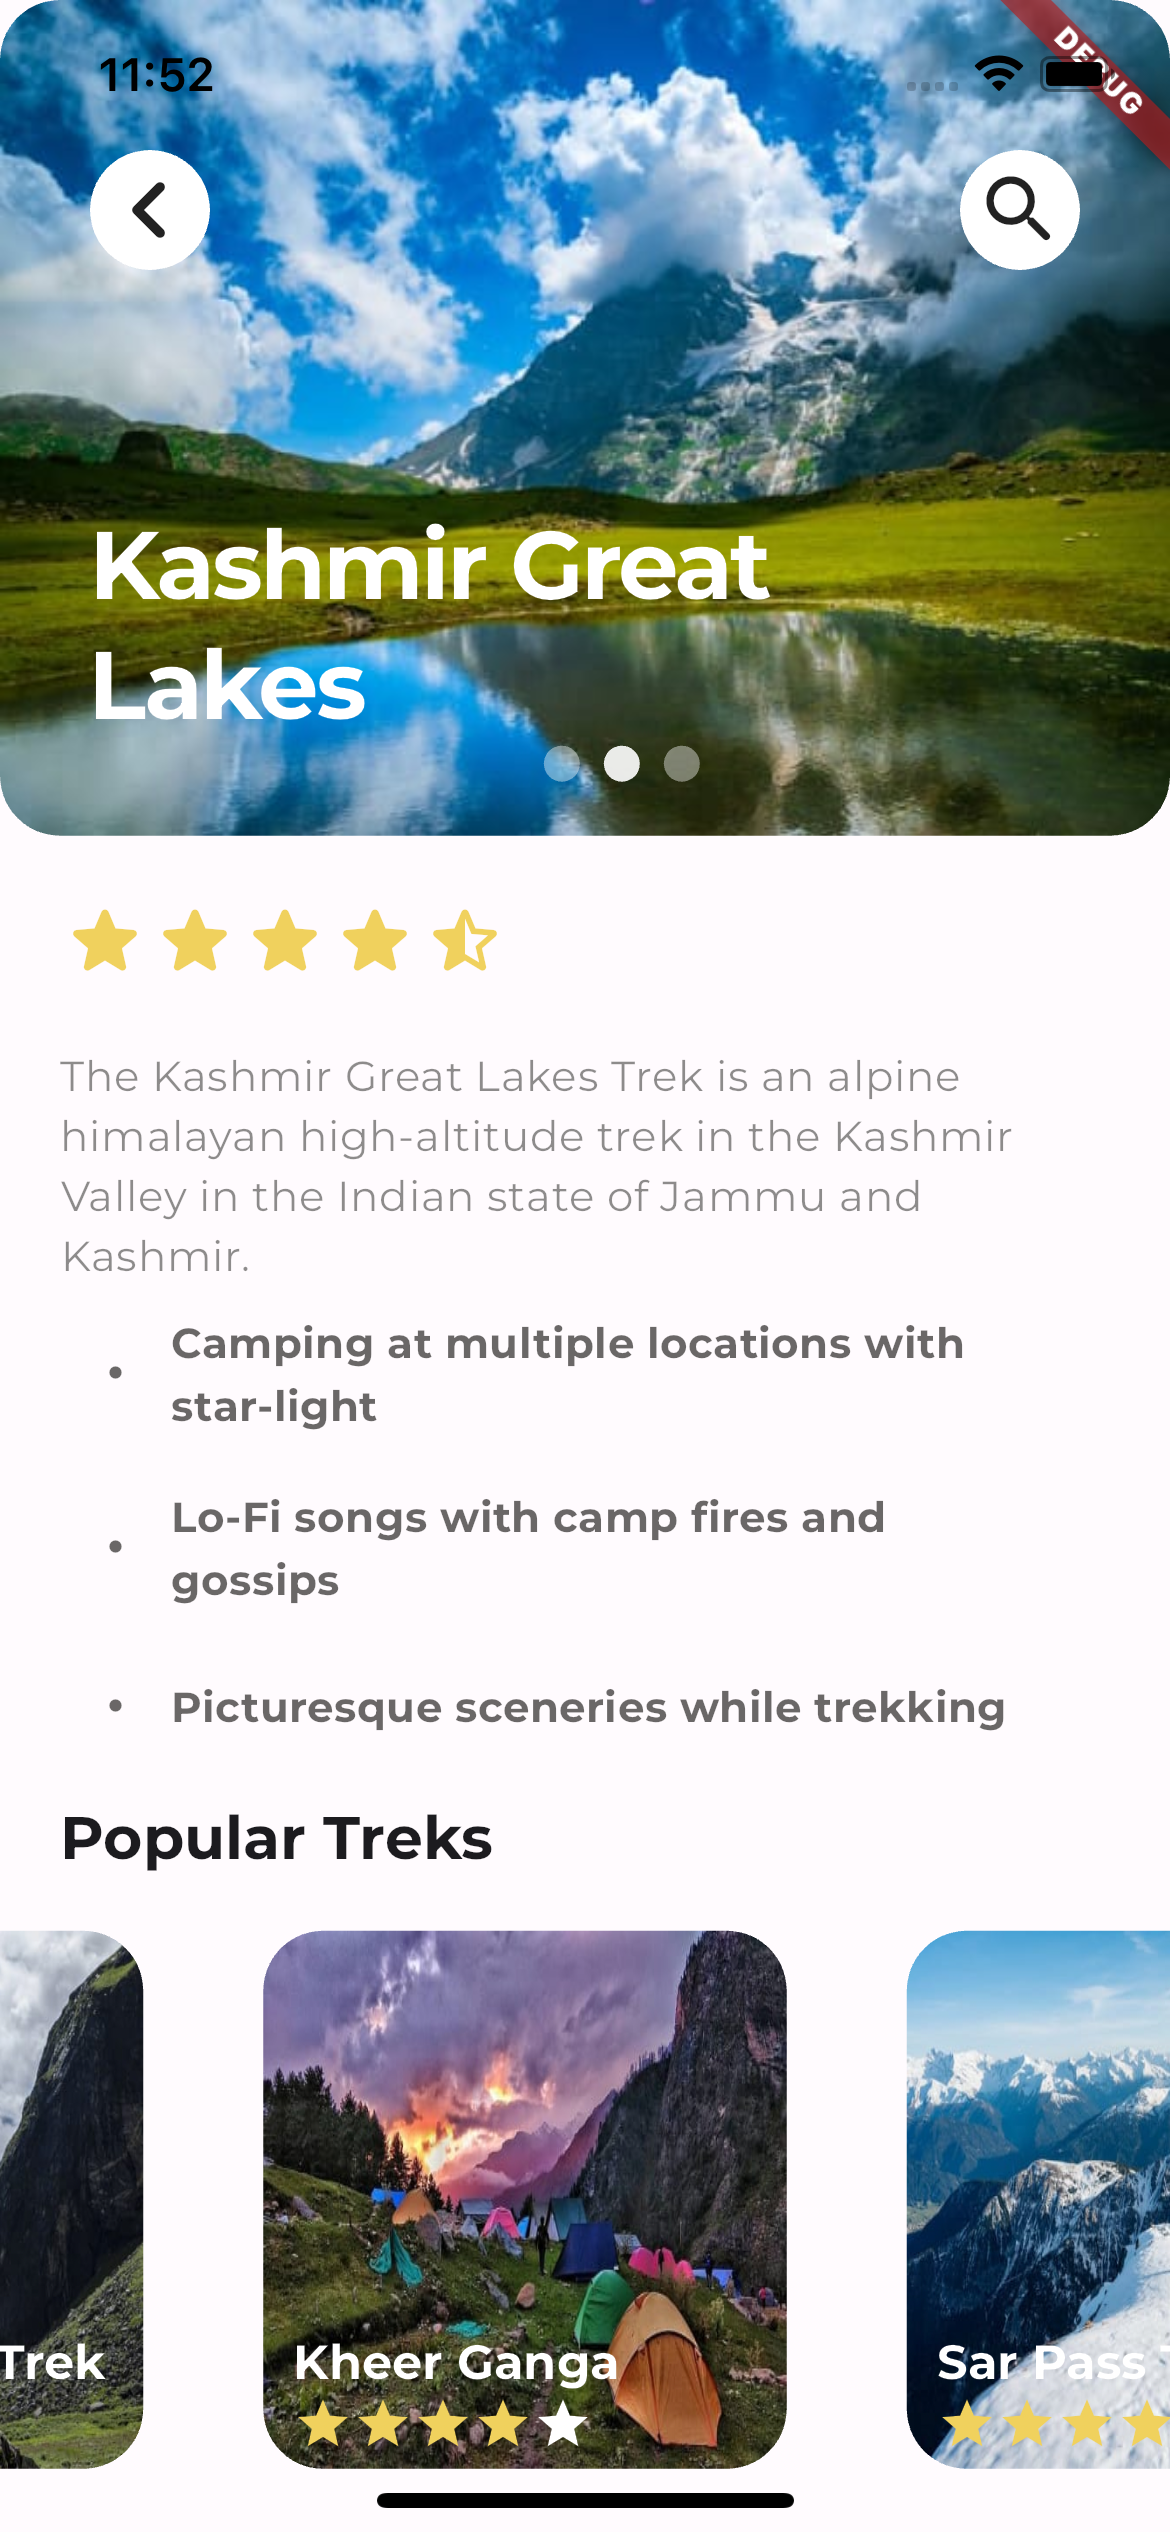 11:52
DEBUG
Kashmir Great
Lakes
The Kashmir Great Lakes Trek is an alpine
himalayan high-altitude trek in the Kashmir
Valley in the Indian state of Jammu and
Kashmir.
• Camping at multiple locations with
star-light
• Lo-Fi songs with camp fires and
gossips
• Picturesque sceneries while trekking
Popular Treks
Trek
Kheer Ganga
Sar Pass